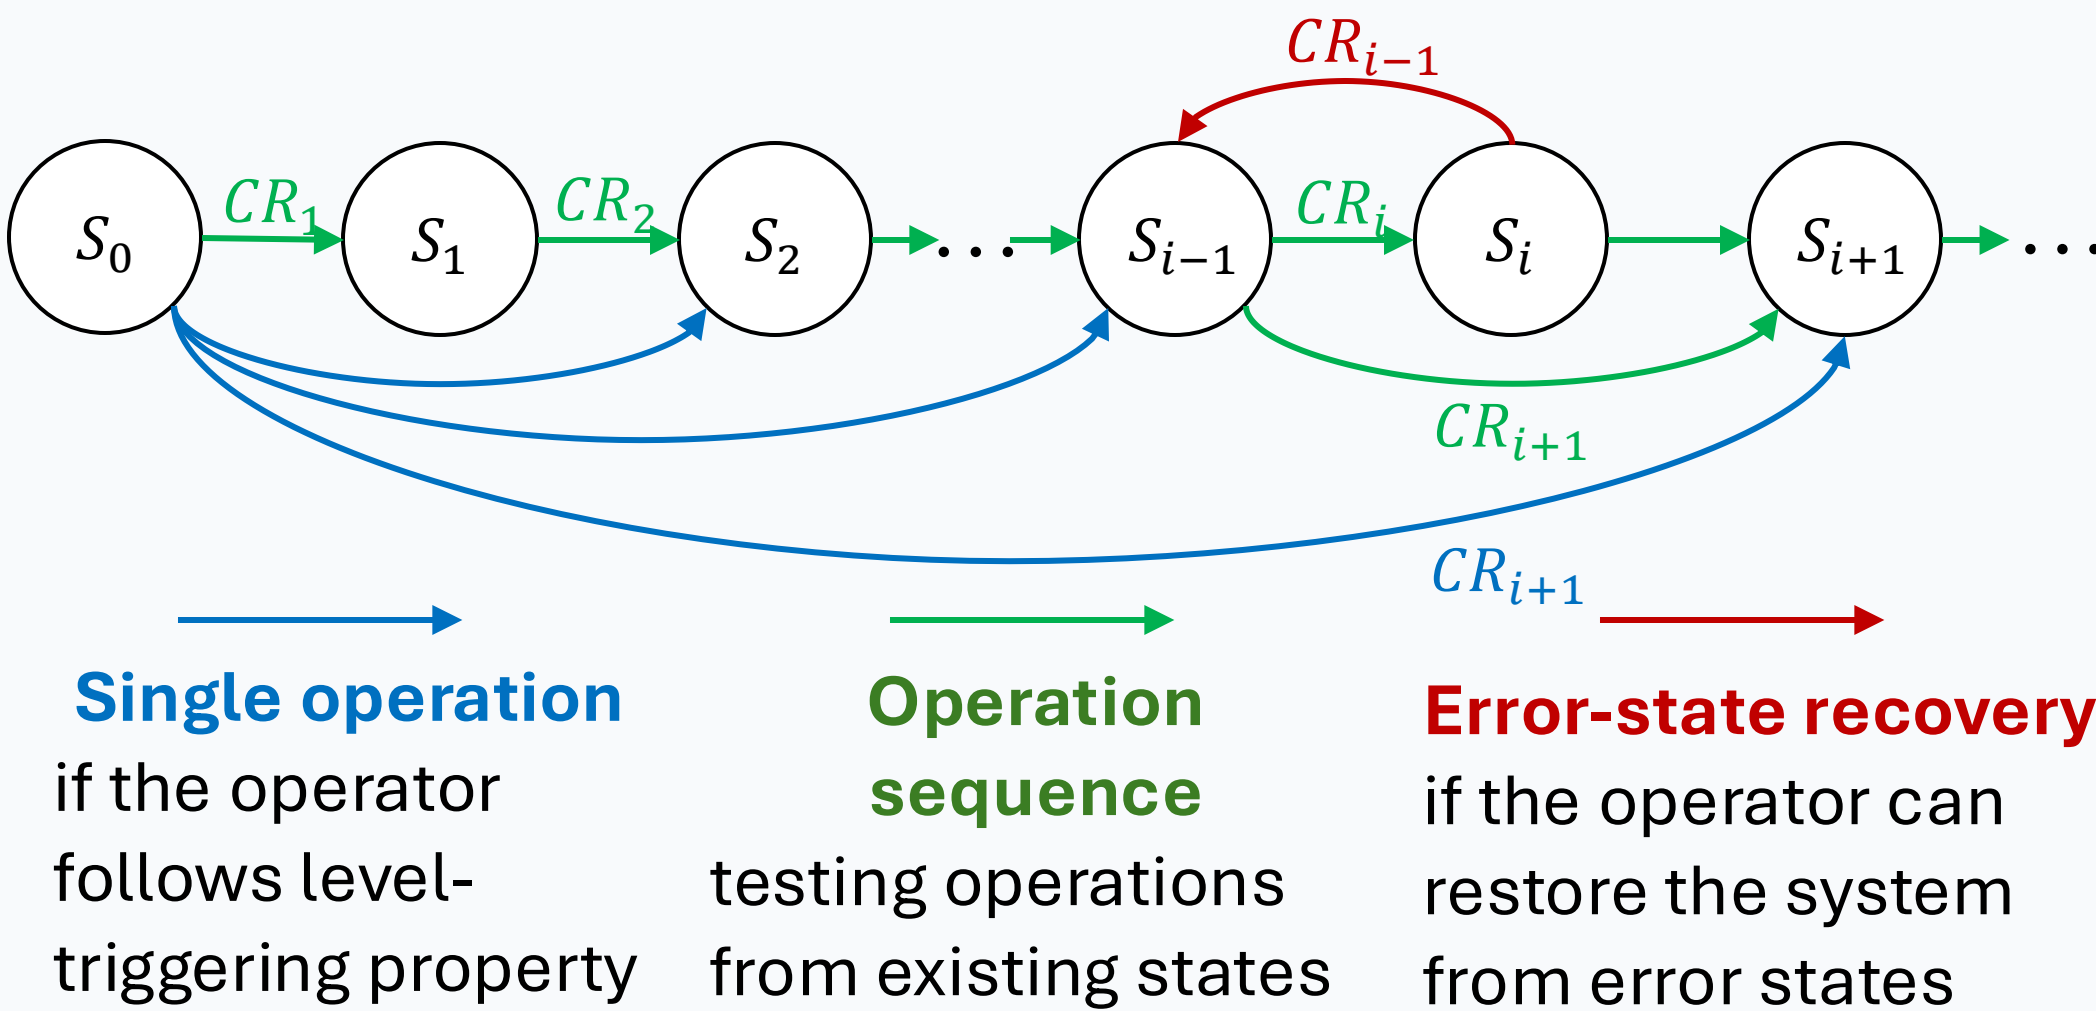 CR_{i−1}
CR_1 CR_2 CR_i
S_0 S_1 S_2 ... S_{i−1} S_i S_{i+1} ...
CR_{i+1}
CR_{i+1}
Single operation
if the operator
follows level-
triggering property
Operation
sequence
testing operations
from existing states
Error-state recovery
if the operator can
restore the system
from error states